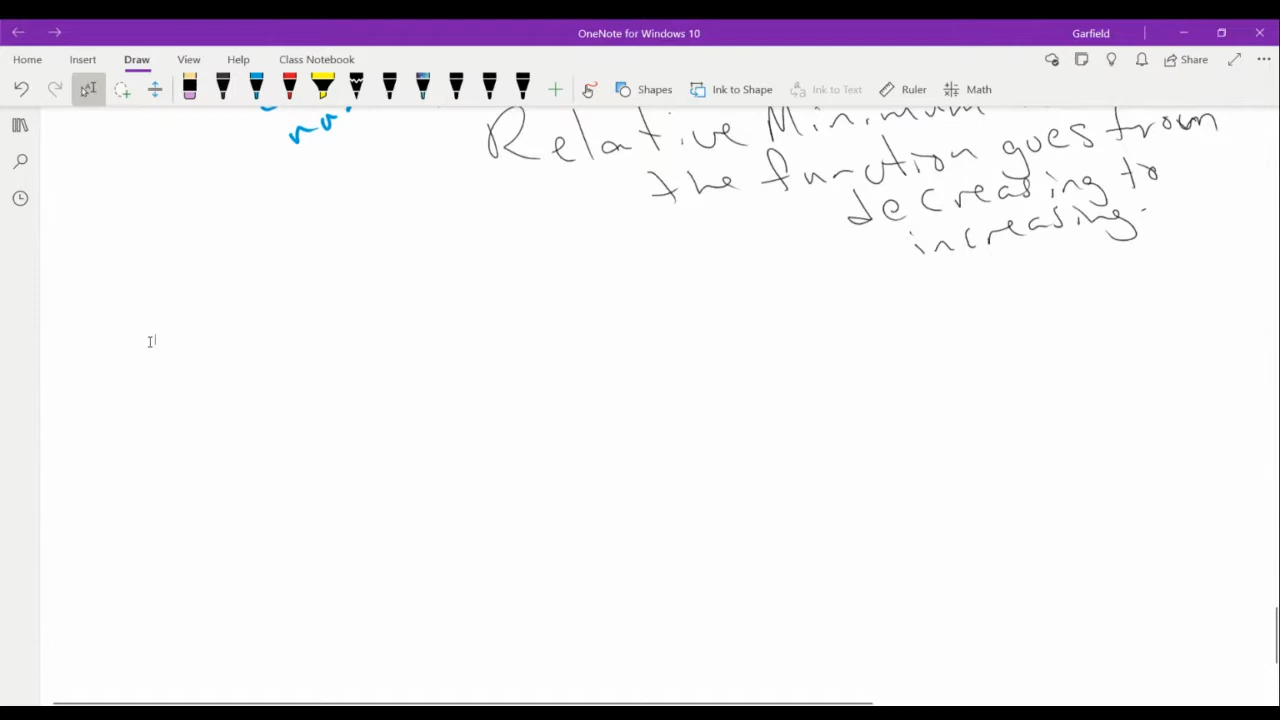 OneNote for Windows 10
Garfield
Home Insert Draw View Help Class Notebook
Share
Shapes Ink to Shape Ink to Text Ruler Math
Relative Minimum
the function goes from
decreasing to
increasing.